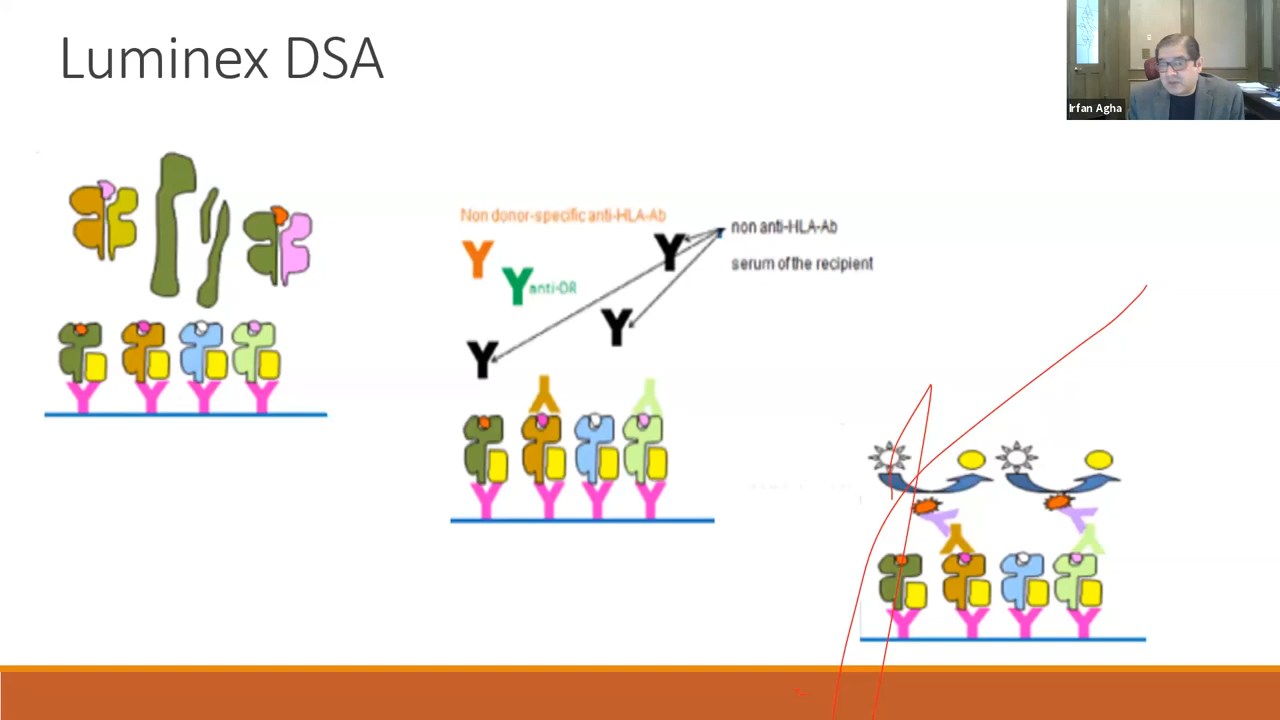 Luminex DSA
Irfan Agha
Non donor-specific anti-HLA-Ab
non anti-HLA-Ab
serum of the recipient
anti-DR